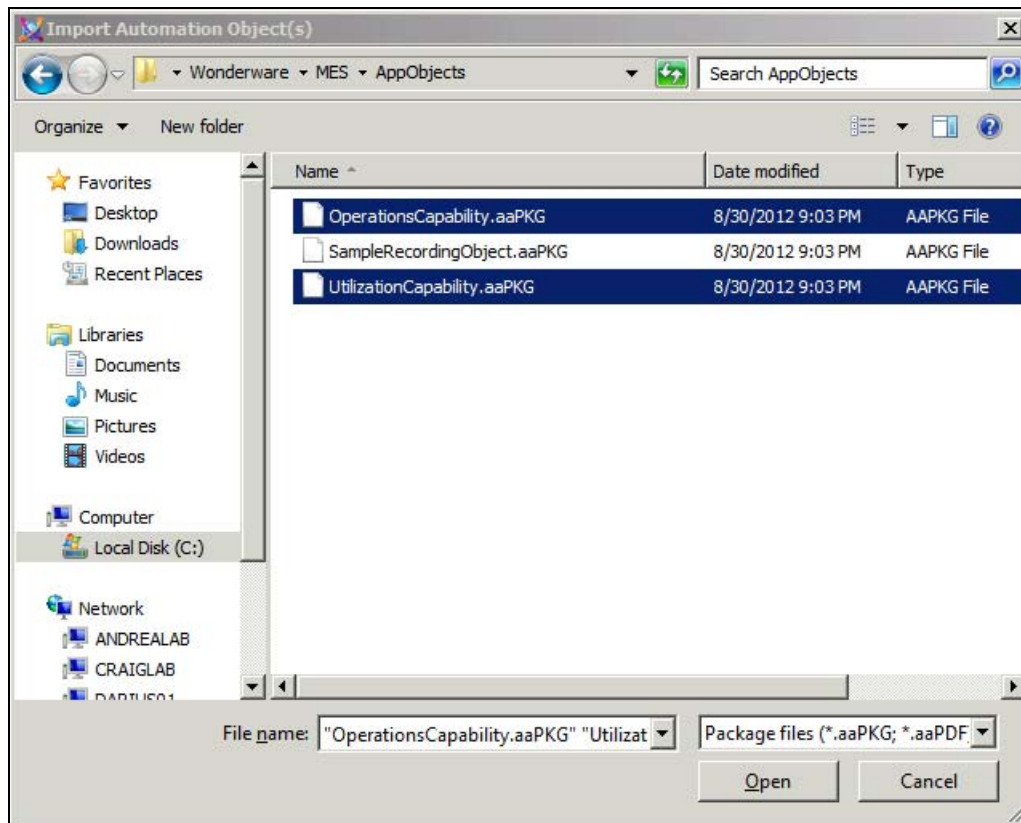 Import Automation Object(s)
Wonderware MES AppObjects
Search AppObjects
Organize New folder
Name Date modified Type
Favorites
Desktop
Downloads
Recent Places
Libraries
Documents
Music
Pictures
Videos
Computer
Local Disk (C:)
Network
ANDREALAB
CRAIGLAB
OperationsCapability.aaPKG 8/30/2012 9:03 PM AAPKG File
SampleRecordingObject.aaPKG 8/30/2012 9:03 PM AAPKG File
UtilizationCapability.aaPKG 8/30/2012 9:03 PM AAPKG File
File name: "OperationsCapability.aaPKG" "Utilizat
Package files (*.aaPKG; *.aaPDF
Open Cancel